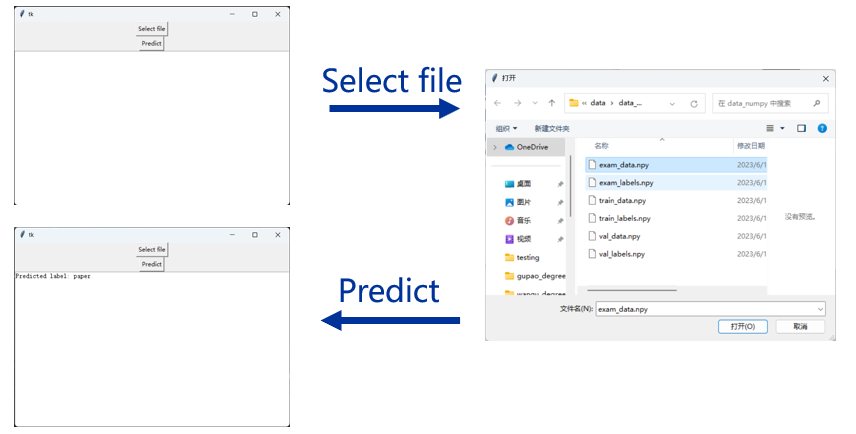 tk
Select file
Predict
Select file
打开
« data › data_...
在 data_numpy 中搜索
组织
新建文件夹
OneDrive
桌面
图片
音乐
视频
testing
gupao_degree
wangu_degree
名称
修改日期
exam_data.npy
2023/6/1
exam_labels.npy
2023/6/1
train_data.npy
2023/6/1
train_labels.npy
2023/6/1
val_data.npy
2023/6/1
val_labels.npy
2023/6/1
没有预览。
文件名(N):
exam_data.npy
打开(O)
取消
Predict
tk
Select file
Predict
Predicted label: paper